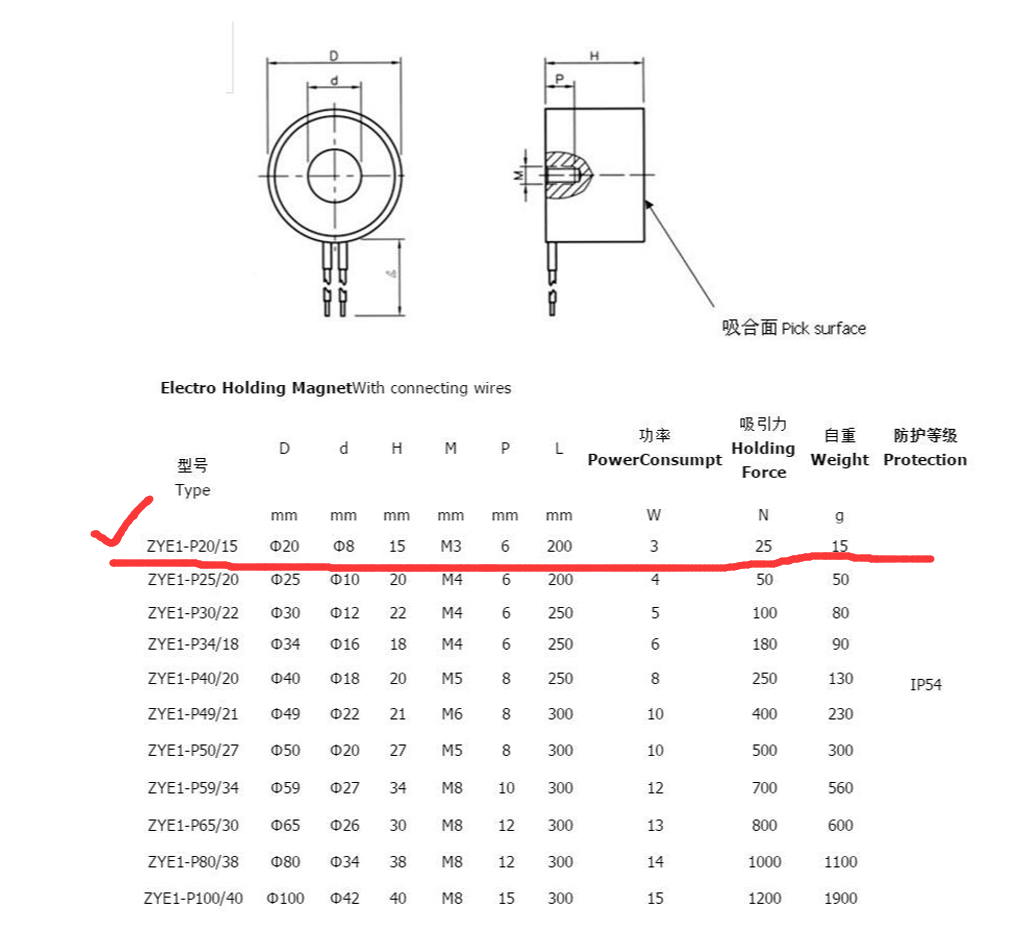 D
H
d
P
M
吸合面 Pick surface
Electro Holding MagnetWith connecting wires
型号 Type D d H M P L 功率 PowerConsumpt 吸引力 Holding Force 自重 Weight 防护等级 Protection
mm mm mm mm mm mm W N g
ZYE1-P20/15 Φ20 Φ8 15 M3 6 200 3 25 15
ZYE1-P25/20 Φ25 Φ10 20 M4 6 200 4 50 50
ZYE1-P30/22 Φ30 Φ12 22 M4 6 250 5 100 80
ZYE1-P34/18 Φ34 Φ16 18 M4 6 250 6 180 90
ZYE1-P40/20 Φ40 Φ18 20 M5 8 250 8 250 130
IP54
ZYE1-P49/21 Φ49 Φ22 21 M6 8 300 10 400 230
ZYE1-P50/27 Φ50 Φ20 27 M5 8 300 10 500 300
ZYE1-P59/34 Φ59 Φ27 34 M8 10 300 12 700 560
ZYE1-P65/30 Φ65 Φ26 30 M8 12 300 13 800 600
ZYE1-P80/38 Φ80 Φ34 38 M8 12 300 14 1000 1100
ZYE1-P100/40 Φ100 Φ42 40 M8 15 300 15 1200 1900